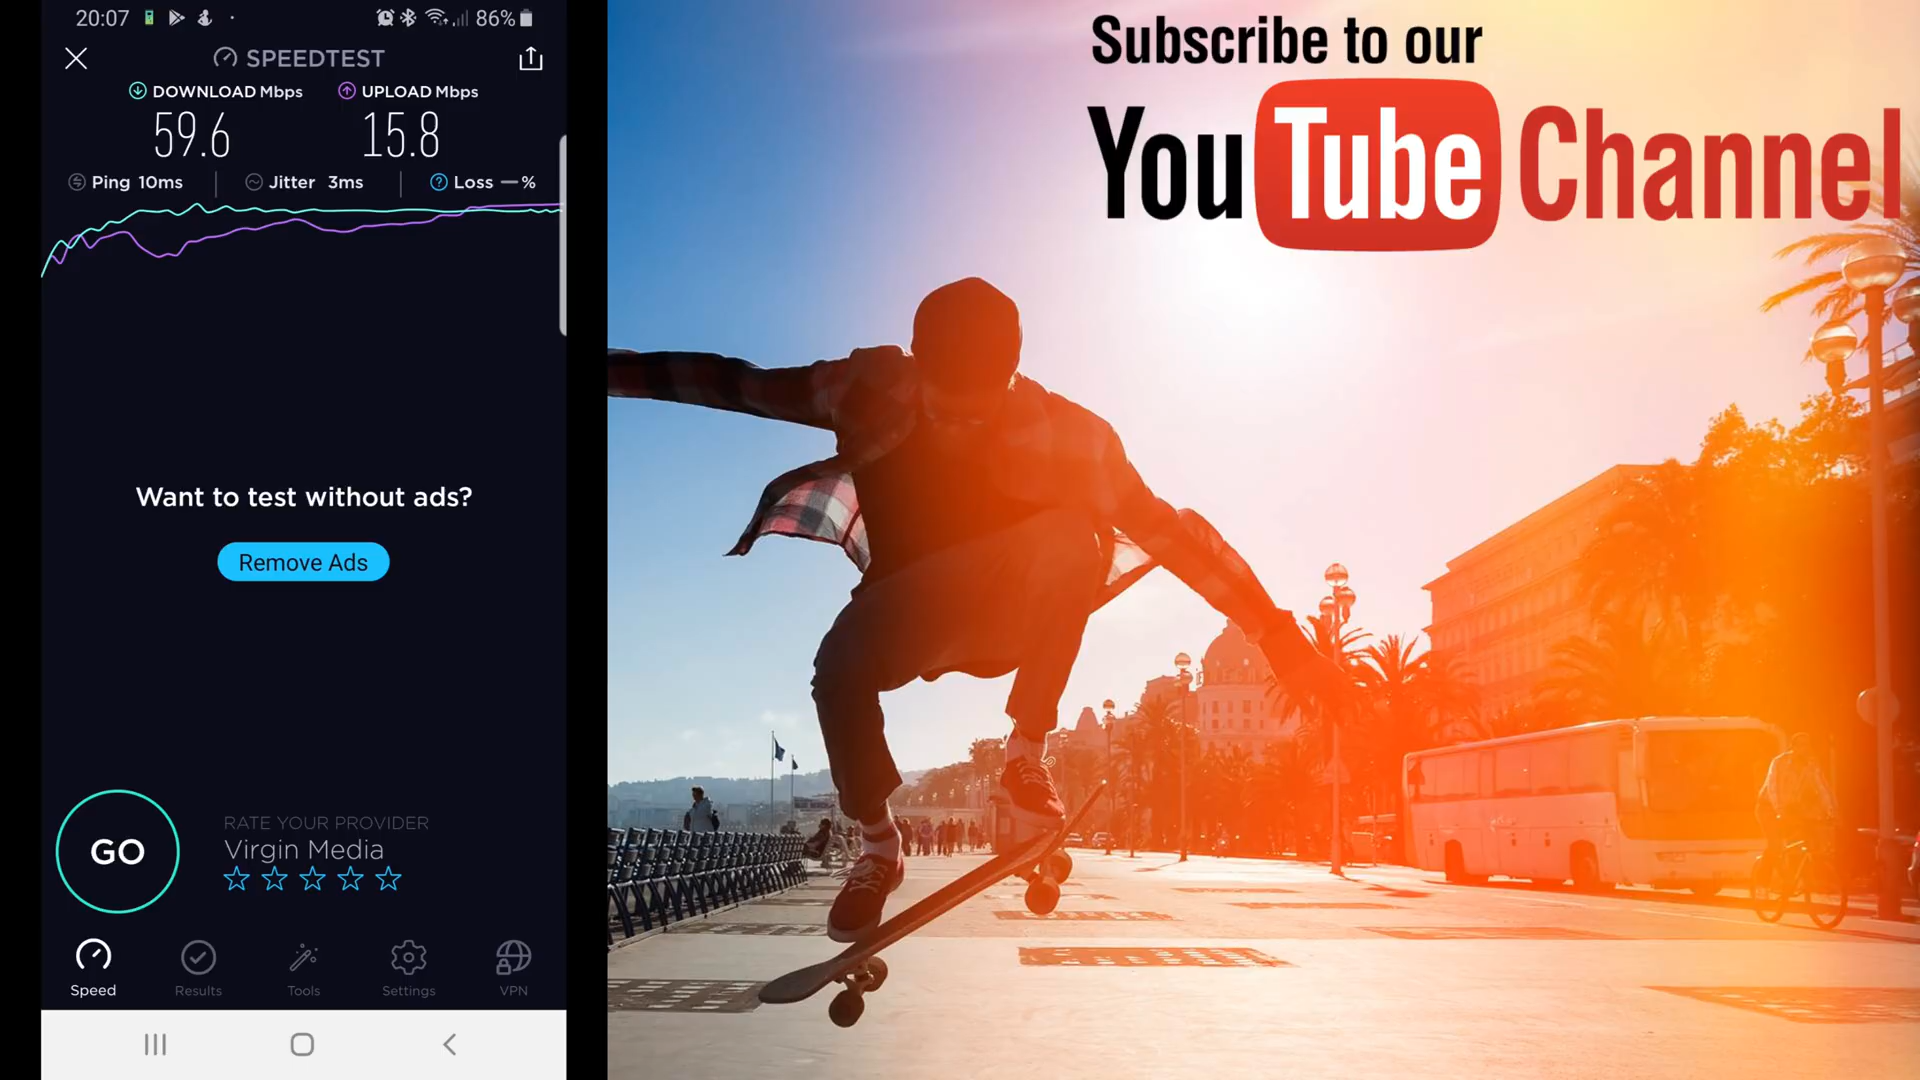 20:07
86%
SPEEDTEST
DOWNLOAD Mbps
UPLOAD Mbps
59.6
15.8
Ping 10ms
Jitter 3ms
Loss — %
Want to test without ads?
Remove Ads
GO
RATE YOUR PROVIDER
Virgin Media
Speed
Results
Tools
Settings
VPN
Subscribe to our
YouTube Channel